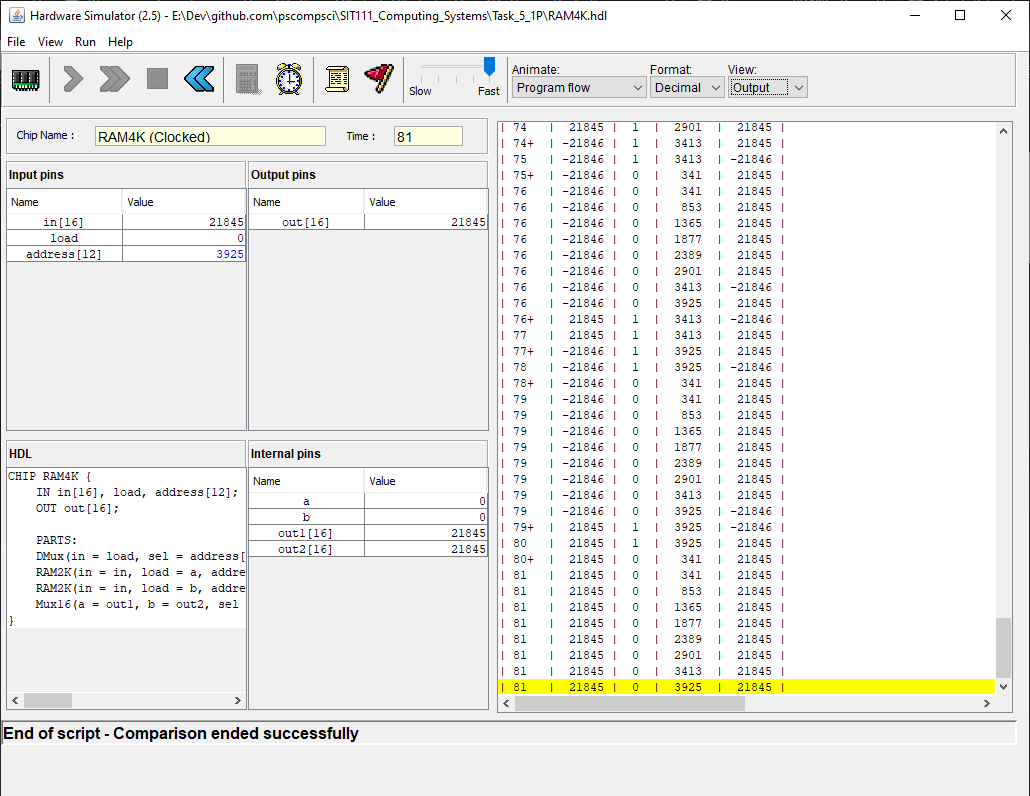 Hardware Simulator (2.5) - E:\Dev\github.com\pscompsci\SIT111_Computing_Systems\Task_5_1P\RAM4K.hdl
File View Run Help
Slow Fast
Animate: Format: View:
Program flow Decimal Output
Chip Name : RAM4K (Clocked) Time : 81
Input pins
Name Value
in[16] 21845
load 0
address[12] 3925
Output pins
Name Value
out[16] 21845
HDL
CHIP RAM4K {
    IN in[16], load, address[12];
    OUT out[16];
    PARTS:
    DMux(in = load, sel = address[
    RAM2K(in = in, load = a, addre
    RAM2K(in = in, load = b, addre
    Mux16(a = out1, b = out2, sel
}
Internal pins
Name Value
a 0
b 0
out1[16] 21845
out2[16] 21845
| 74 | 21845 | 1 | 2901 | 21845 |
| 74+ | -21846 | 1 | 3413 | 21845 |
| 75 | -21846 | 1 | 3413 | -21846 |
| 75+ | -21846 | 0 | 341 | 21845 |
| 76 | -21846 | 0 | 341 | 21845 |
| 76 | -21846 | 0 | 853 | 21845 |
| 76 | -21846 | 0 | 1365 | 21845 |
| 76 | -21846 | 0 | 1877 | 21845 |
| 76 | -21846 | 0 | 2389 | 21845 |
| 76 | -21846 | 0 | 2901 | 21845 |
| 76 | -21846 | 0 | 3413 | -21846 |
| 76 | -21846 | 0 | 3925 | 21845 |
| 76+ | 21845 | 1 | 3413 | -21846 |
| 77 | 21845 | 1 | 3413 | 21845 |
| 77+ | -21846 | 1 | 3925 | 21845 |
| 78 | -21846 | 1 | 3925 | -21846 |
| 78+ | -21846 | 0 | 341 | 21845 |
| 79 | -21846 | 0 | 341 | 21845 |
| 79 | -21846 | 0 | 853 | 21845 |
| 79 | -21846 | 0 | 1365 | 21845 |
| 79 | -21846 | 0 | 1877 | 21845 |
| 79 | -21846 | 0 | 2389 | 21845 |
| 79 | -21846 | 0 | 2901 | 21845 |
| 79 | -21846 | 0 | 3413 | 21845 |
| 79 | -21846 | 0 | 3925 | -21846 |
| 79+ | 21845 | 1 | 3925 | -21846 |
| 80 | 21845 | 1 | 3925 | 21845 |
| 80+ | 21845 | 0 | 341 | 21845 |
| 81 | 21845 | 0 | 341 | 21845 |
| 81 | 21845 | 0 | 853 | 21845 |
| 81 | 21845 | 0 | 1365 | 21845 |
| 81 | 21845 | 0 | 1877 | 21845 |
| 81 | 21845 | 0 | 2389 | 21845 |
| 81 | 21845 | 0 | 2901 | 21845 |
| 81 | 21845 | 0 | 3413 | 21845 |
| 81 | 21845 | 0 | 3925 | 21845 |
End of script - Comparison ended successfully